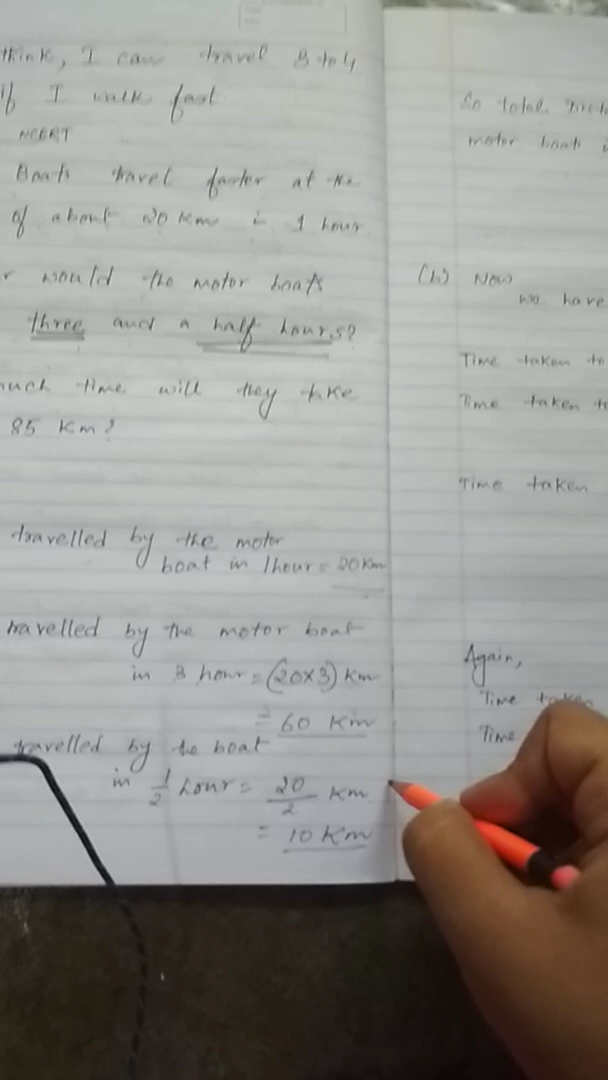 think, I can travel 3 to 4
if I walk fast
NCERT
Boats travel faster at the
of about 20 Km in 1 hour
r would the motor boats
three and a half hours?
much time will they take
85 Km?
travelled by the motor
boat in 1 hour = 20 Km
travelled by the motor boat
in 3 hour = (20×3) Km
= 60 Km
travelled by the boat
in 1/2 hour = 20/2 Km
= 10 Km
So total
motor boats i
(b) Now
we have
Time taken to
Time taken to
Time taken
Again,
Time taken
Time